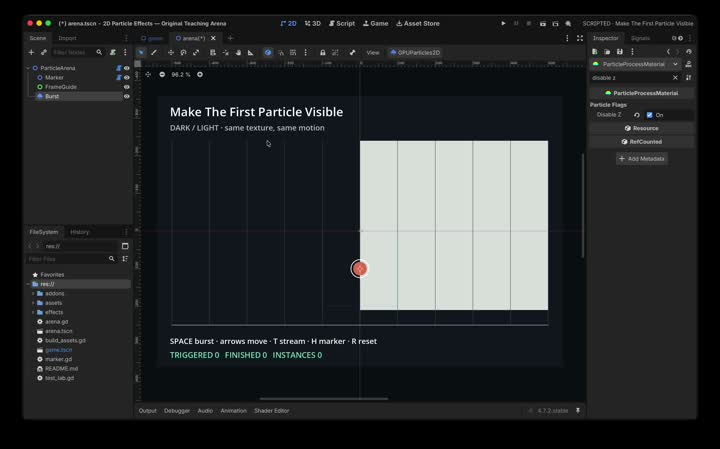 (*) arena.tscn - 2D Particle Effects — Original Teaching Arena
2D 3D Script Game Asset Store
SCRIPTED · Make The First Particle Visible
Scene Import
Filter Nodes
ParticleArena
Marker
FrameGuide
Burst
game arena(*)
View GPUParticles2D
96.2 %
Make The First Particle Visible
DARK / LIGHT · same texture, same motion
SPACE burst · arrows move · T stream · H marker · R reset
TRIGGERED 0 FINISHED 0 INSTANCES 0
FileSystem History
res://
Filter Files
Favorites
res://
addons
assets
effects
arena.gd
arena.tscn
build_assets.gd
game.tscn
marker.gd
README.md
test_lab.gd
Output Debugger Audio Animation Shader Editor
4.7.2.stable
Inspector Signals
ParticleProcessMaterial
disable z
ParticleProcessMaterial
Particle Flags
Disable Z On
Resource
RefCounted
Add Metadata